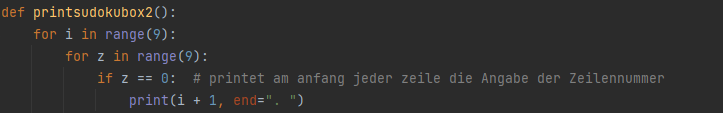 def printsudokubox2():
    for i in range(9):
        for z in range(9):
            if z == 0:  # printet am anfang jeder zeile die Angabe der Zeilennummer
                print(i + 1, end=". ")